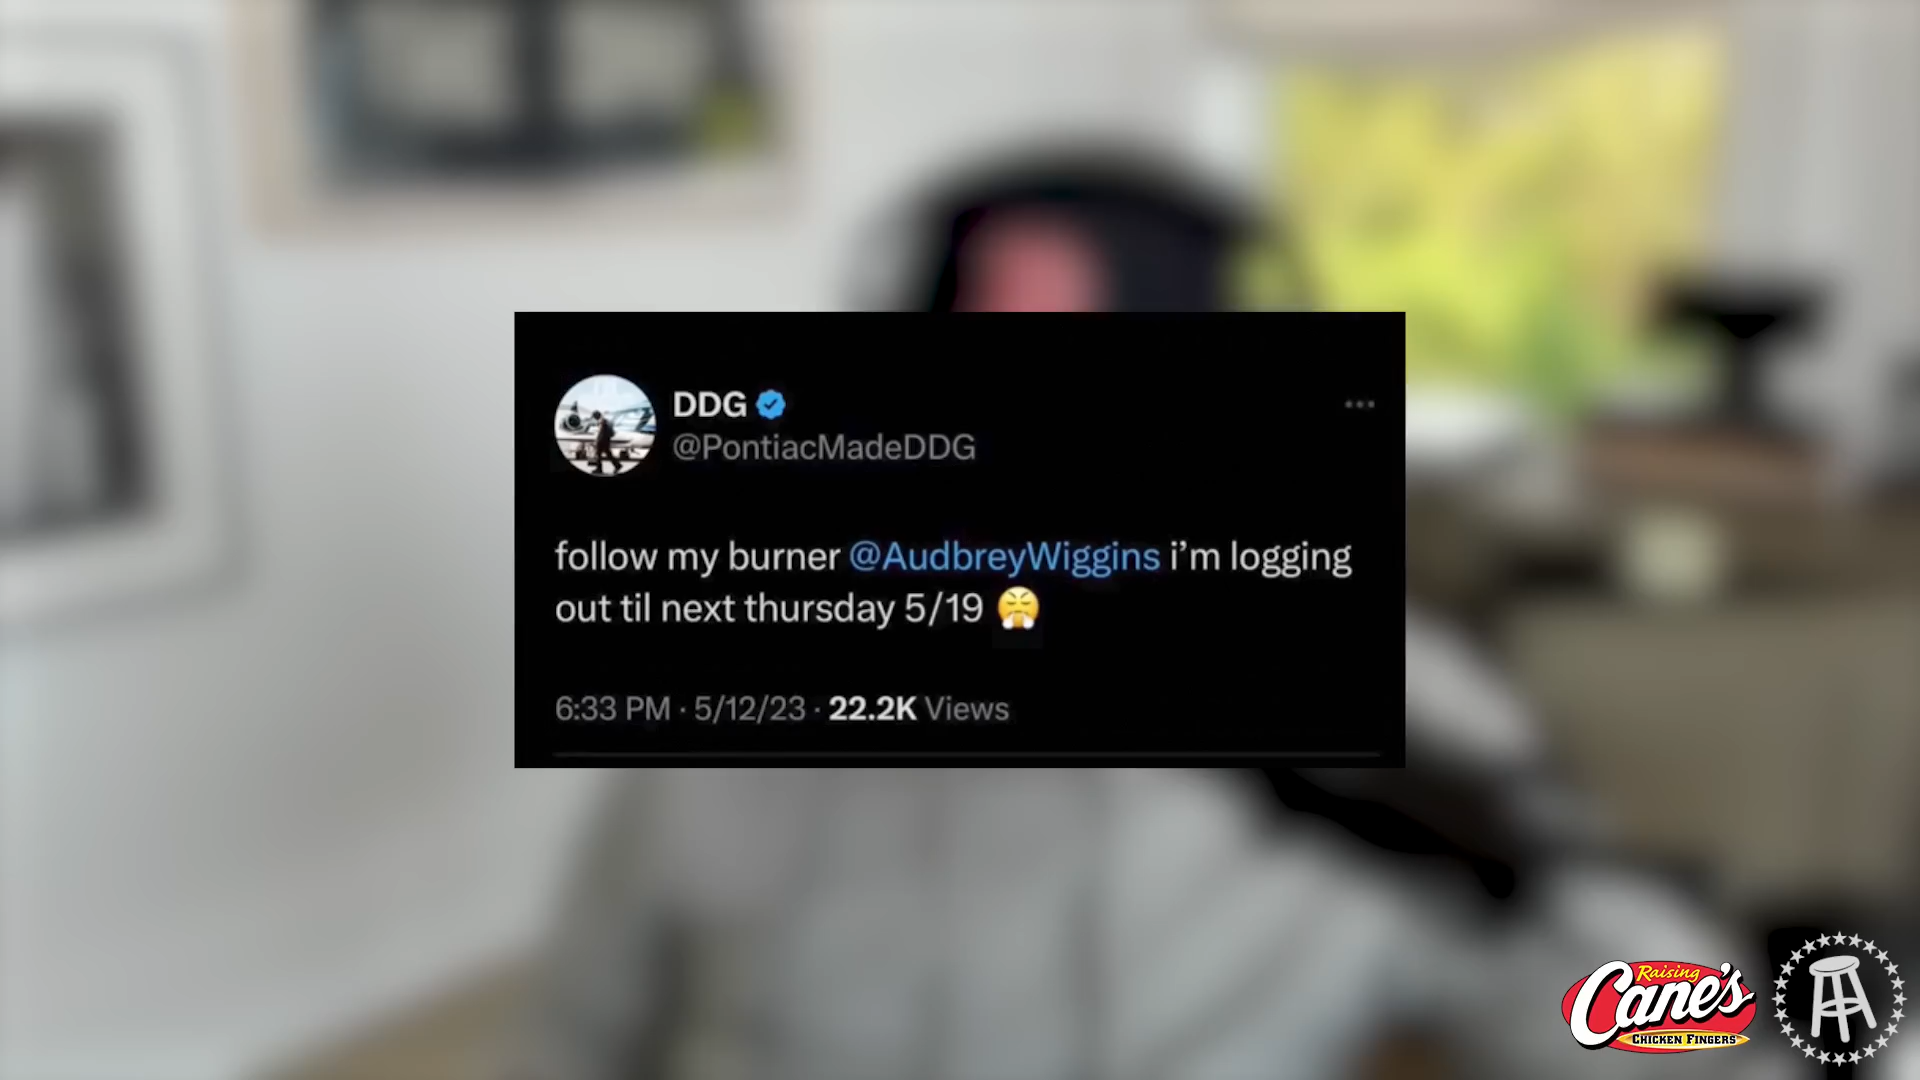 DDG
@PontiacMadeDDG
follow my burner @AudbreyWiggins i’m logging
out til next thursday 5/19 😤
6:33 PM · 5/12/23 · 22.2K Views
Raising
Cane's
CHICKEN FINGERS